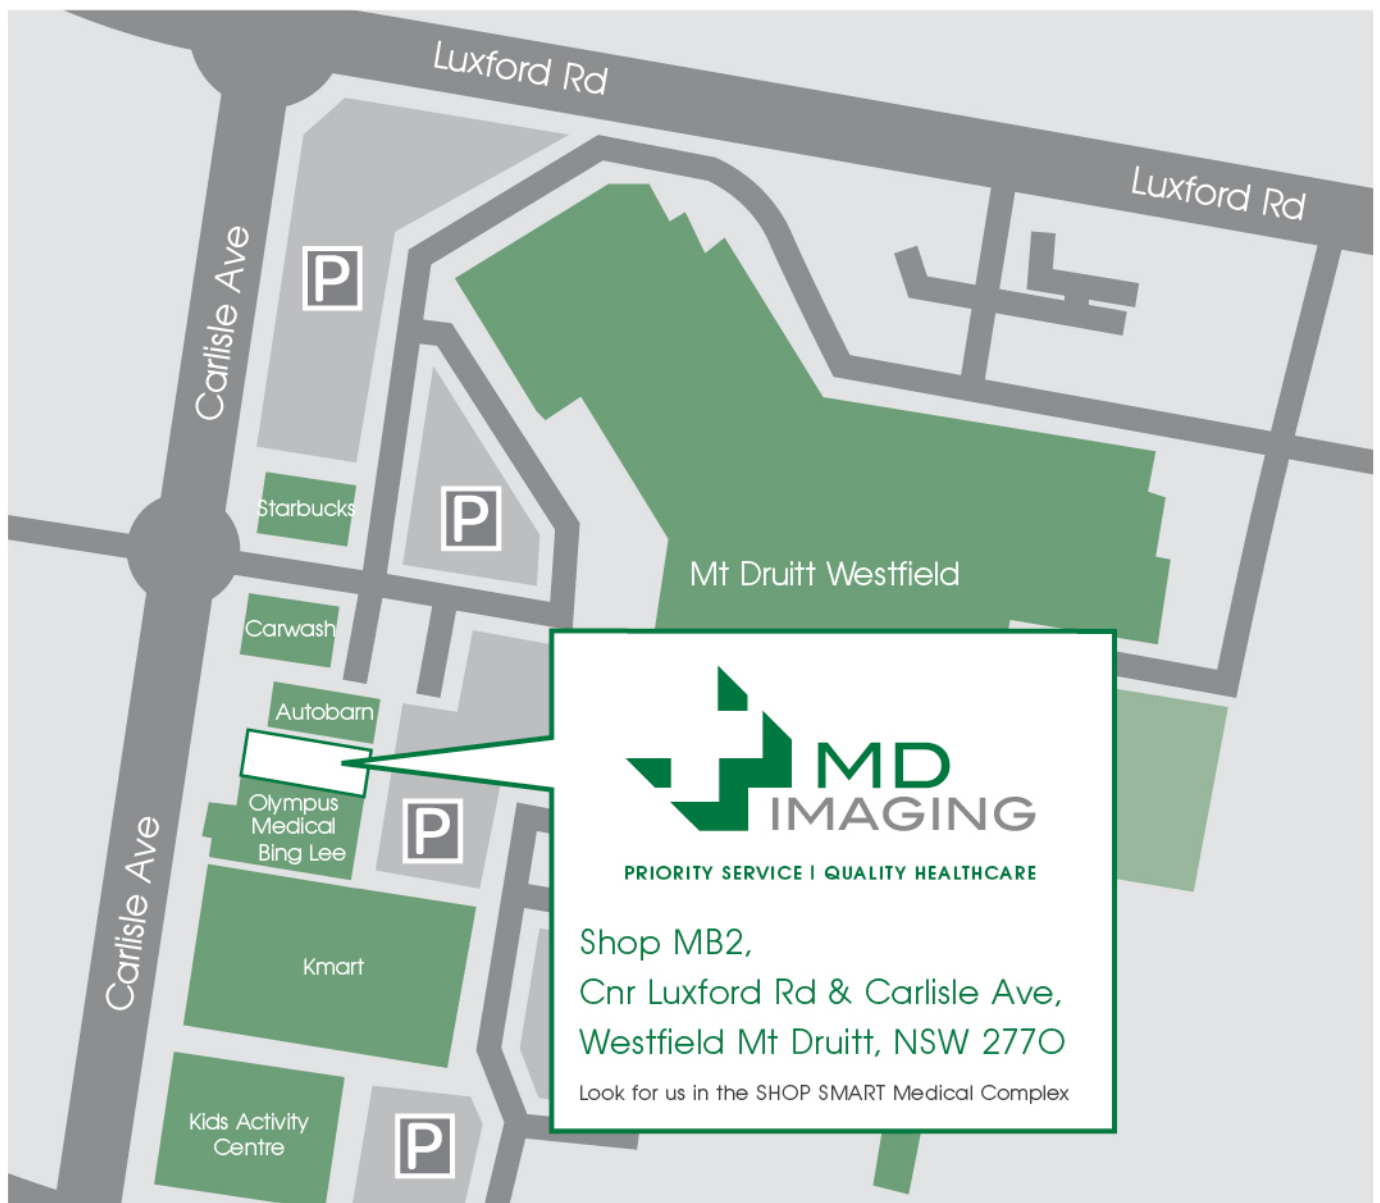 Luxford Rd
Luxford Rd
Carlisle Ave
P
Starbucks
P
Mt Druitt Westfield
Carwash
Autobarn
MD
IMAGING
Olympus
Medical
Bing Lee
P
PRIORITY SERVICE | QUALITY HEALTHCARE
Carlisle Ave
Shop MB2,
Cnr Luxford Rd & Carlisle Ave,
Westfield Mt Druitt, NSW 2770
Look for us in the SHOP SMART Medical Complex
Kmart
Kids Activity
Centre
P